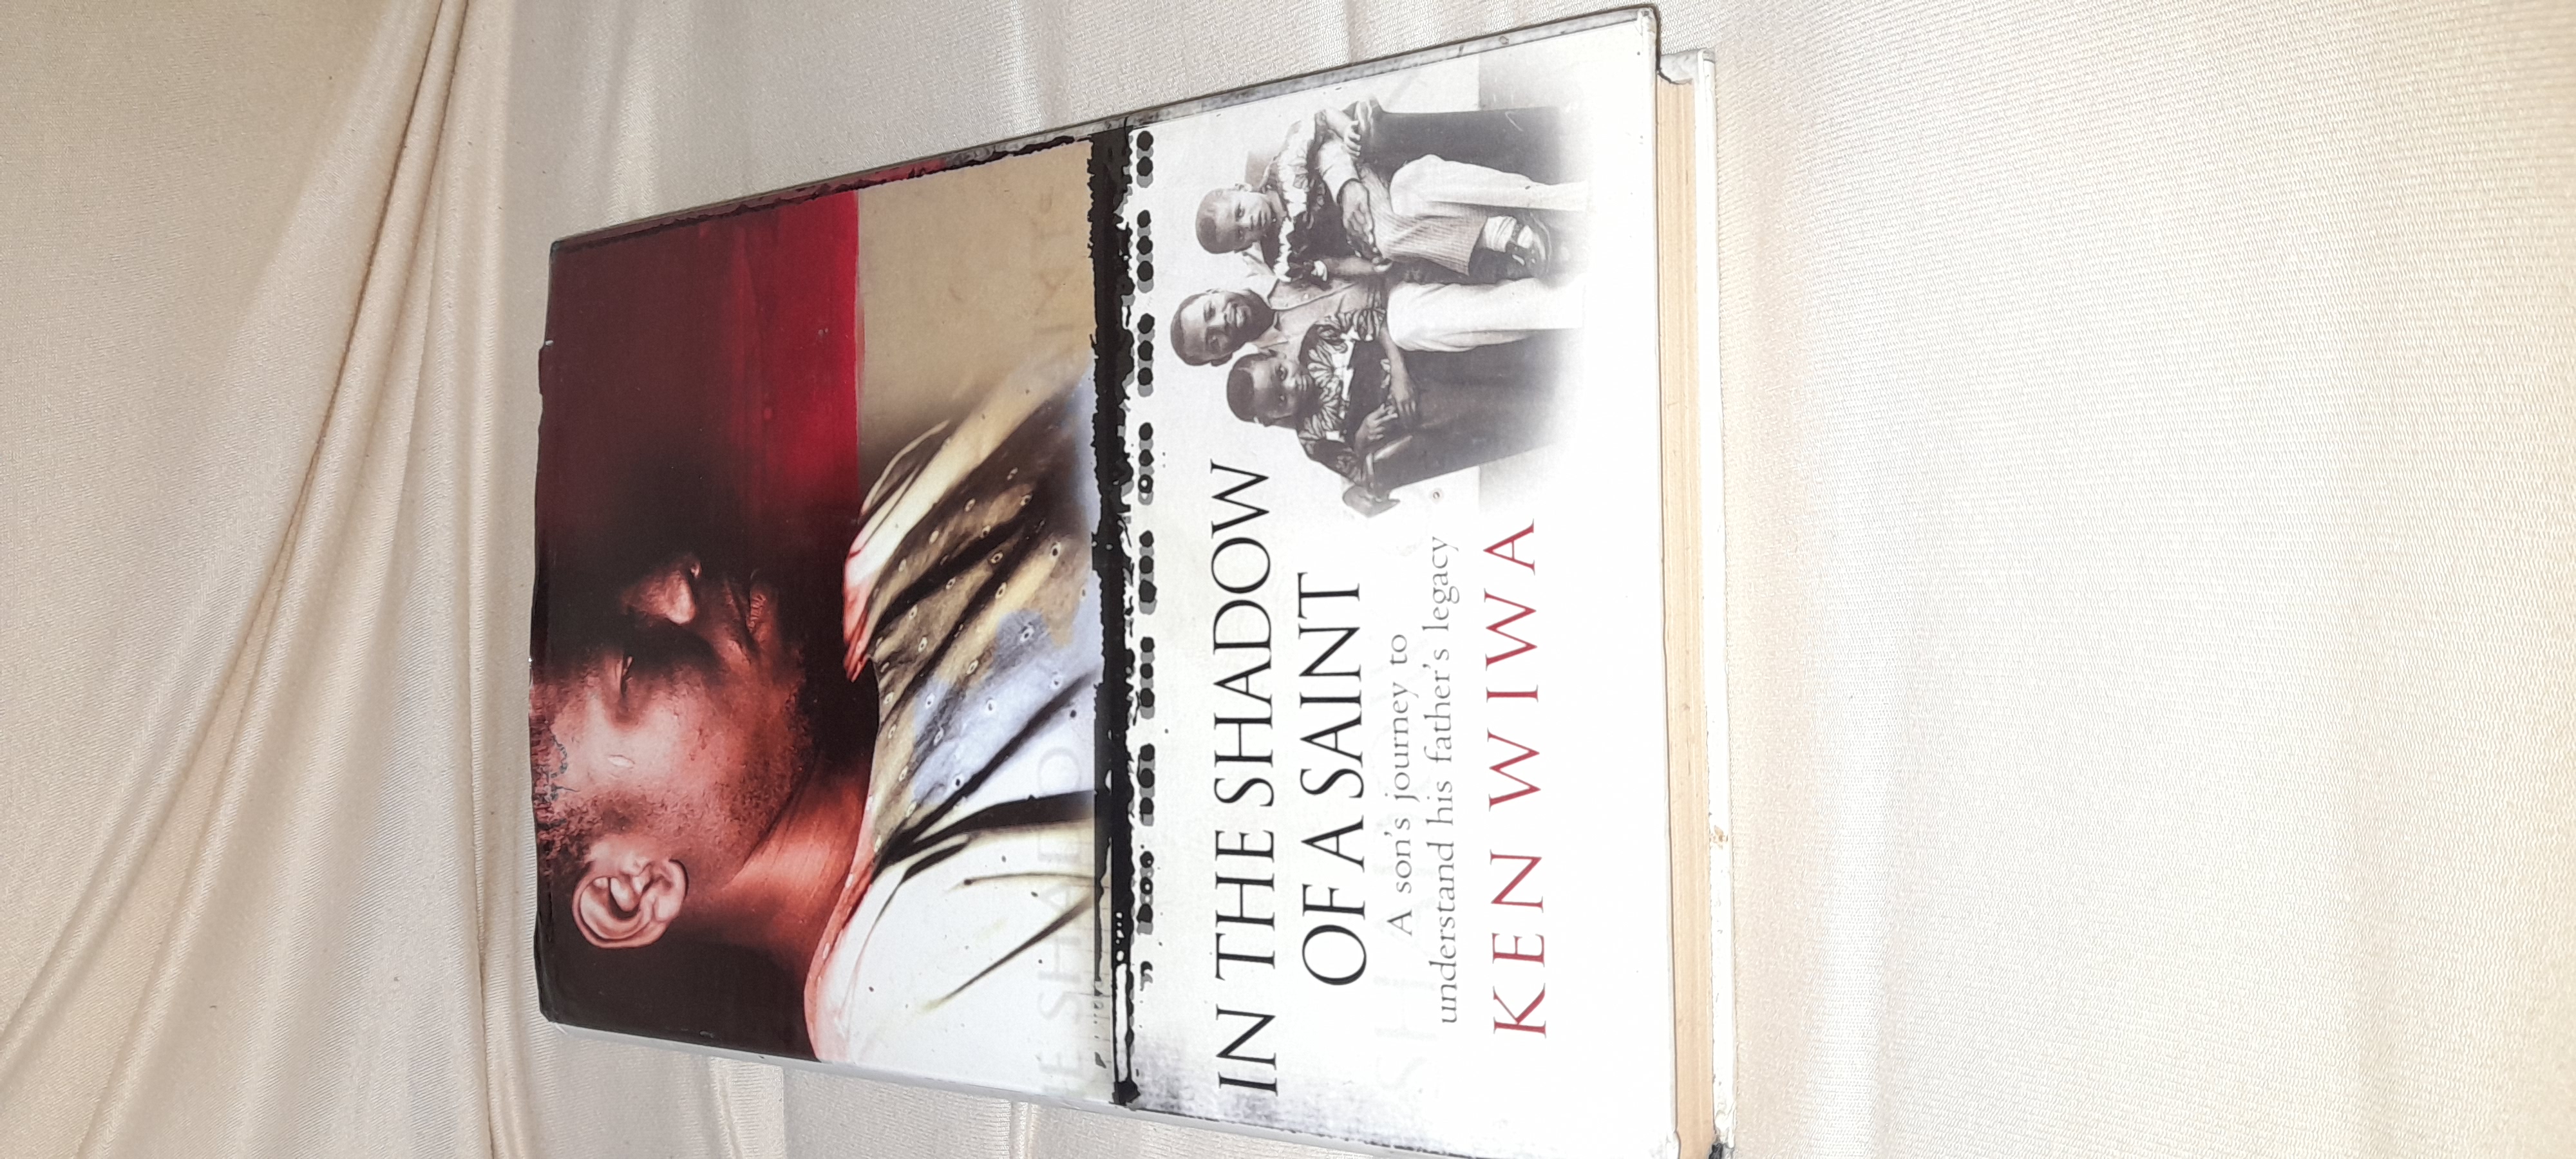 IN THE SHADOW
OF A SAINT
A son's journey to
understand his father's legacy
KEN WIWA